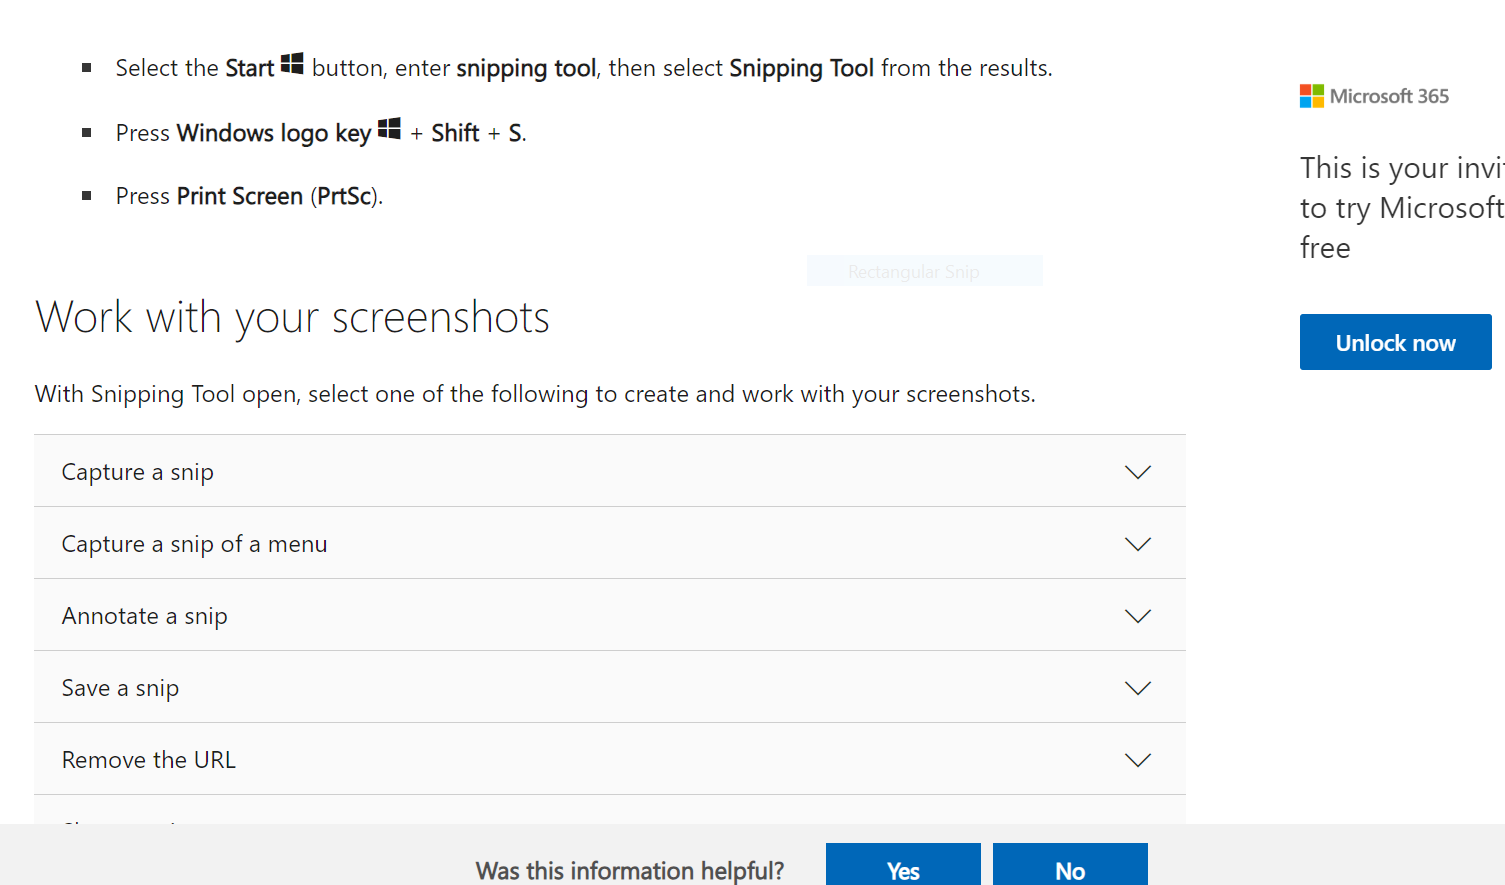 Select the Start button, enter snipping tool, then select Snipping Tool from the results.
Press Windows logo key + Shift + S.
Press Print Screen (PrtSc).
Rectangular Snip
Work with your screenshots
With Snipping Tool open, select one of the following to create and work with your screenshots.
Capture a snip
Capture a snip of a menu
Annotate a snip
Save a snip
Remove the URL
Was this information helpful?
Yes
No
Microsoft 365
This is your invi
to try Microsoft
free
Unlock now